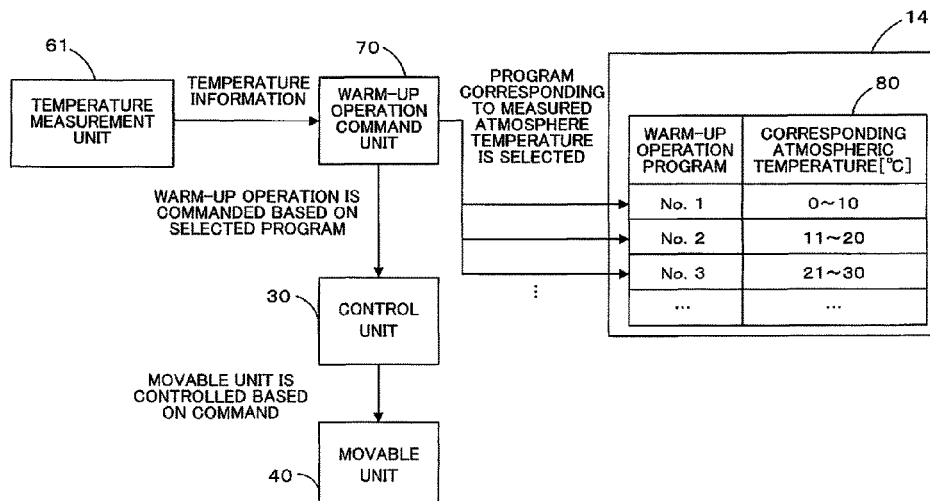 61
TEMPERATURE
MEASUREMENT
UNIT
TEMPERATURE
INFORMATION
70
WARM-UP
OPERATION
COMMAND
UNIT
PROGRAM
CORRESPONDING
TO MEASURED
ATMOSPHERE
TEMPERATURE
IS SELECTED
14
80
WARM-UP OPERATION PROGRAM
CORRESPONDING ATMOSPHERIC TEMPERATURE[°C]
No. 1 0~10
No. 2 11~20
No. 3 21~30
... ...
⋮
WARM-UP OPERATION IS
COMMANDED BASED ON
SELECTED PROGRAM
30
CONTROL
UNIT
MOVABLE UNIT IS
CONTROLLED BASED
ON COMMAND
MOVABLE
UNIT
40